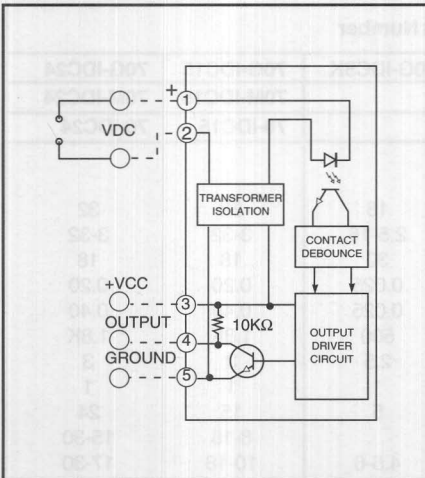 +
1
VDC
2
TRANSFORMER
ISOLATION
CONTACT
DEBOUNCE
+VCC
3
10KΩ
OUTPUT
4
OUTPUT
DRIVER
CIRCUIT
GROUND
5